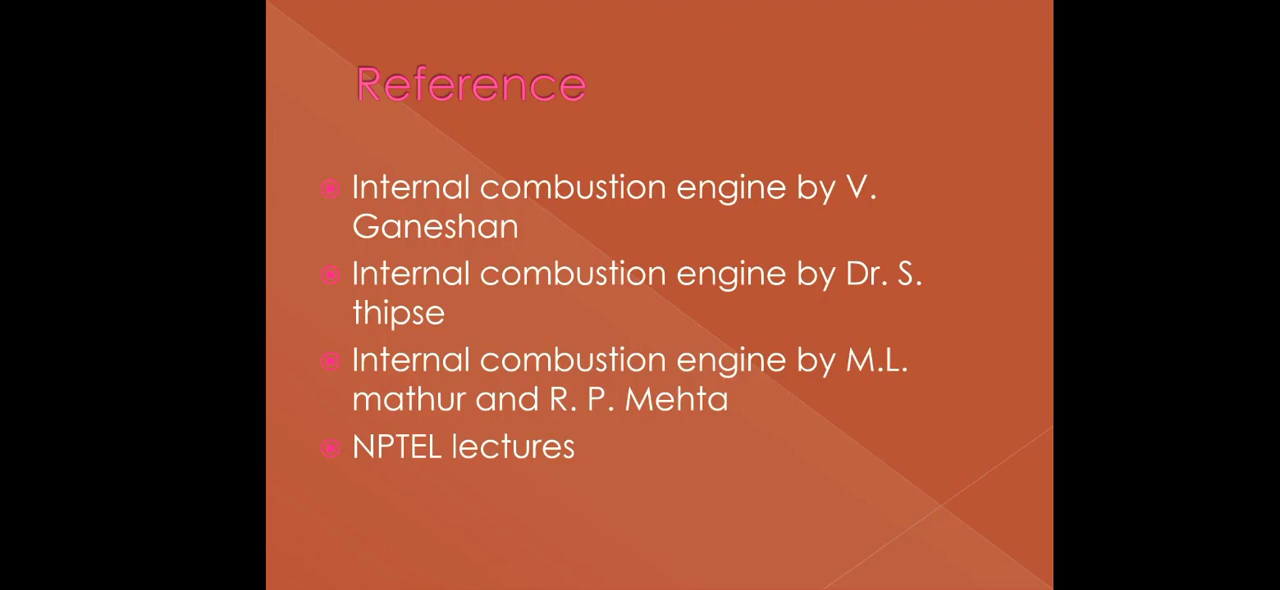 Reference
Internal combustion engine by V.
Ganeshan
Internal combustion engine by Dr. S.
thipse
Internal combustion engine by M.L.
mathur and R. P. Mehta
NPTEL lectures